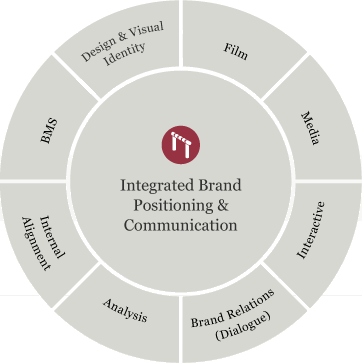 Design & Visual
Identity
Film
Media
Interactive
Brand Relations
(Dialogue)
Analysis
Internal
Alignment
BMS
Integrated Brand
Positioning &
Communication